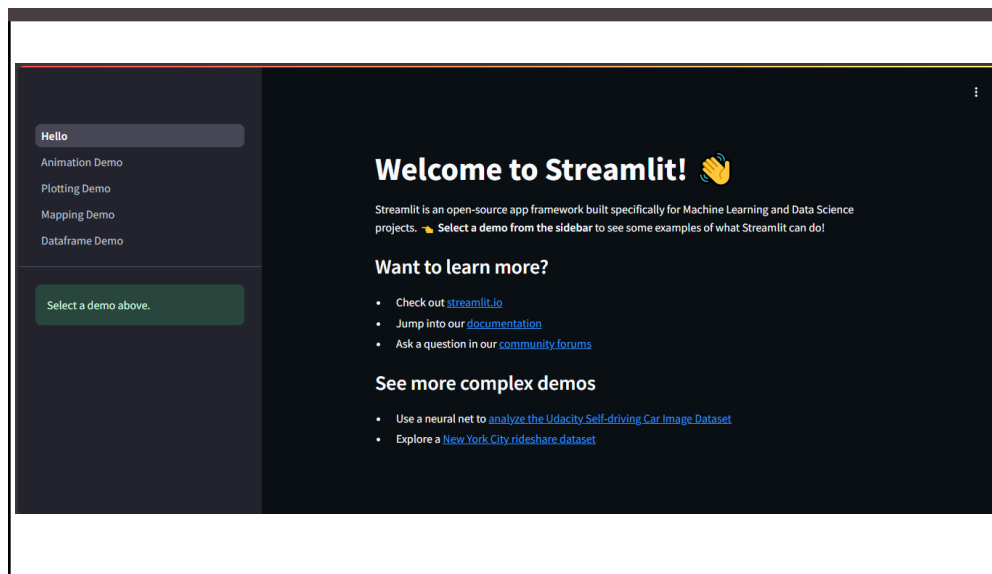 Hello
Animation Demo
Plotting Demo
Mapping Demo
Dataframe Demo
Select a demo above.
Welcome to Streamlit! 👋
Streamlit is an open-source app framework built specifically for Machine Learning and Data Science
projects. 👈 Select a demo from the sidebar to see some examples of what Streamlit can do!
Want to learn more?
• Check out streamlit.io
• Jump into our documentation
• Ask a question in our community forums
See more complex demos
• Use a neural net to analyze the Udacity Self-driving Car Image Dataset
• Explore a New York City rideshare dataset